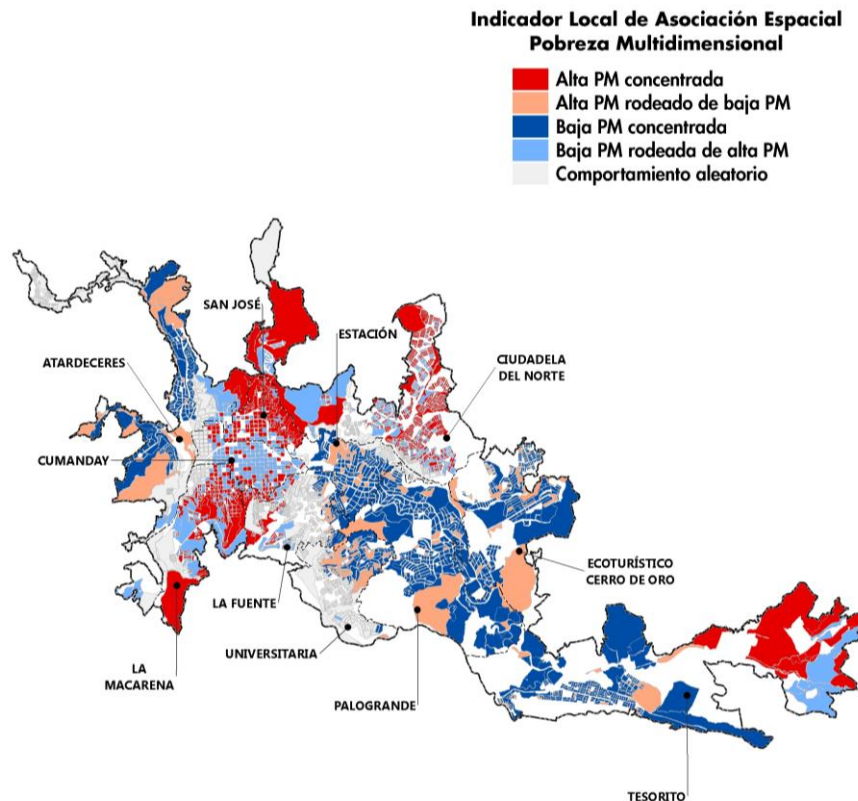 Indicador Local de Asociación Espacial
Pobreza Multidimensional
Alta PM concentrada
Alta PM rodeado de baja PM
Baja PM concentrada
Baja PM rodeada de alta PM
Comportamiento aleatorio
SAN JOSÉ
ESTACIÓN
ATARDECERES
CIUDADELA
DEL NORTE
CUMANDAY
ECOTURÍSTICO
CERRO DE ORO
LA FUENTE
UNIVERSITARIA
LA
MACARENA
PALOGRANDE
TESORITO